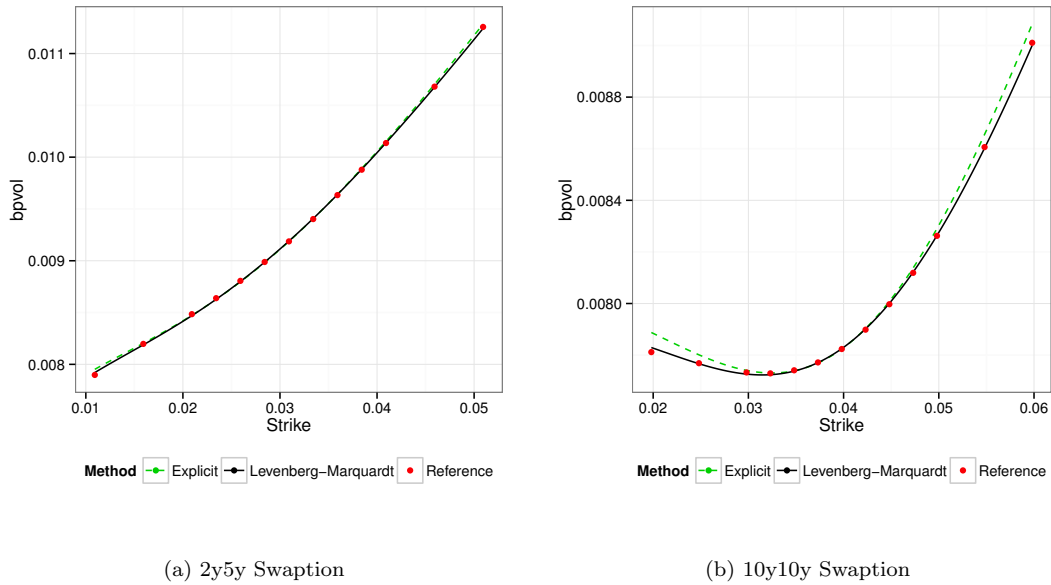 0.011
0.010
0.009
0.008
bpvol
0.01 0.02 0.03 0.04 0.05
Strike
Method Explicit Levenberg−Marquardt Reference
(a) 2y5y Swaption
0.0088
0.0084
0.0080
bpvol
0.02 0.03 0.04 0.05 0.06
Strike
Method Explicit Levenberg−Marquardt Reference
(b) 10y10y Swaption